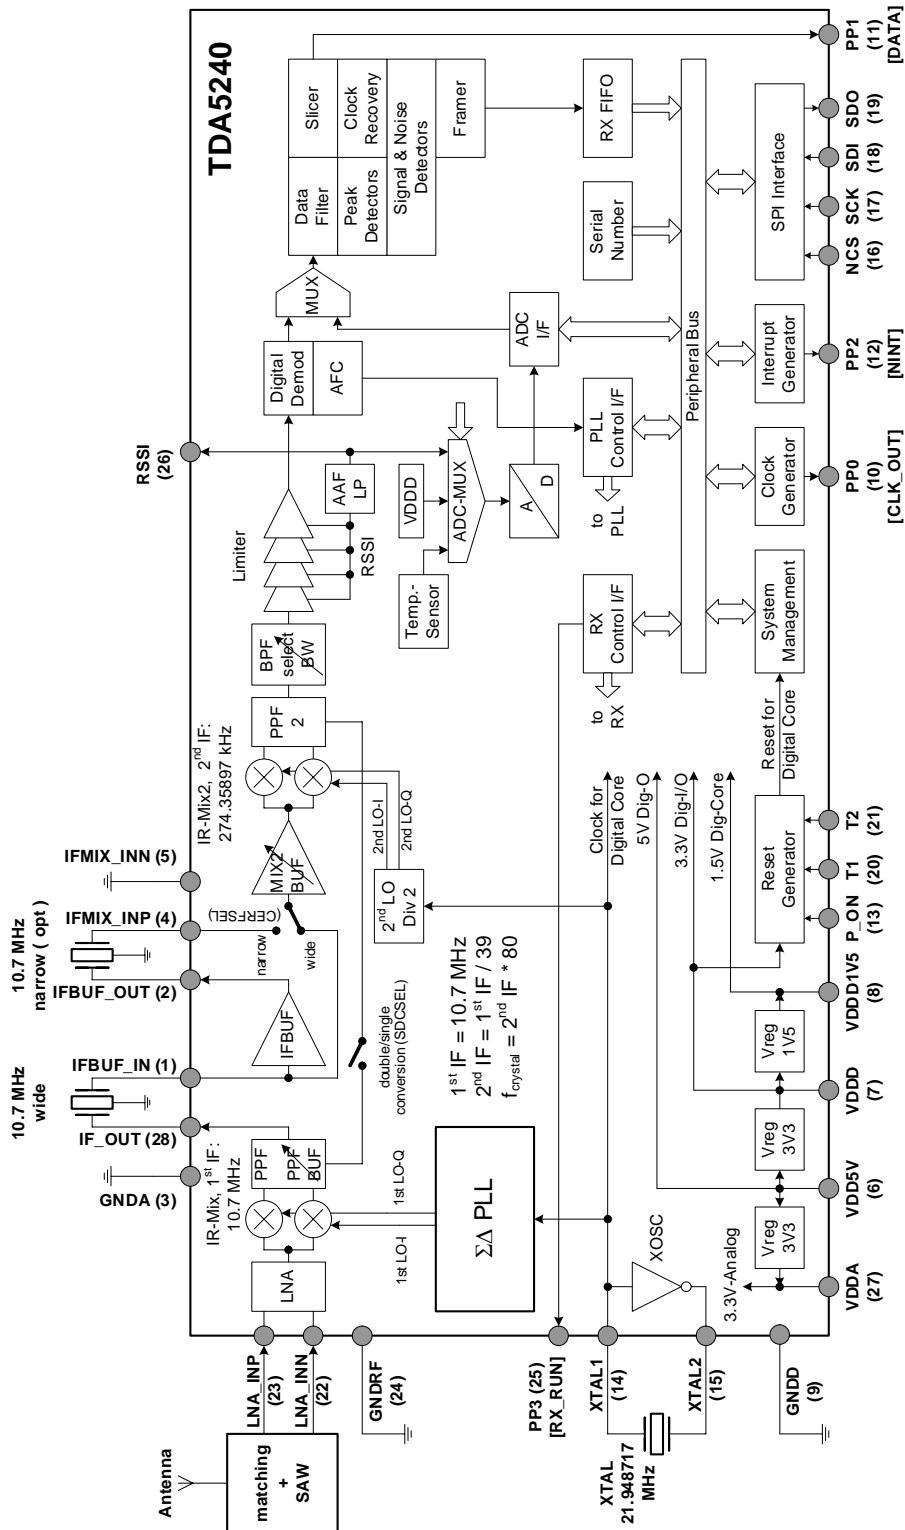 TDA5240
Antenna
matching
+
SAW
LNA_INP
(23)
LNA_INN
(22)
GNDRF
(24)
PP3 (25)
[RX_RUN]
XTAL1
(14)
XTAL
21.948717
MHz
XTAL2
(15)
GNDD
(9)
GNDA (3)
IF_OUT (28)
10.7 MHz
wide
IFBUF_IN (1)
IFBUF_OUT (2)
10.7 MHz
narrow ( opt )
IFMIX_INP (4)
IFMIX_INN (5)
RSSI
(26)
LNA
IR-Mix, 1st IF:
10.7 MHz
PPF
PPF
BUF
1st LO-I
1st LO-Q
ΣΔ PLL
IFBUF
double/single
conversion (SDCSEL)
narrow
(CERFSEL)
wide
MIX2
BUF
IR-Mix2, 2nd IF:
274.35897 kHz
2nd LO-I
2nd LO-Q
2nd LO
Div 2
PPF
2
BPF
select
BW
Limiter
RSSI
AAF
LP
Digital
Demod
AFC
MUX
Data
Filter
Slicer
Peak
Detectors
Clock
Recovery
Signal & Noise
Detectors
Framer
Temp.-
Sensor
VDDD
ADC-MUX
A
D
ADC
I/F
1st IF = 10.7 MHz
2nd IF = 1st IF / 39
fcrystal = 2nd IF * 80
XOSC
Clock for
Digital Core
5V Dig-O
3.3V Dig-I/O
1.5V Dig-Core
3.3V-Analog
to
RX
RX
Control I/F
to
PLL
PLL
Control I/F
Serial
Number
RX FIFO
Peripheral Bus
Vreg
3V3
Vreg
3V3
Vreg
1V5
Reset
Generator
Reset for
Digital Core
System
Management
Clock
Generator
Interrupt
Generator
SPI Interface
VDDA
(27)
VDD5V
(6)
VDDD
(7)
VDDD1V5
(8)
P_ON
(13)
T1
(20)
T2
(21)
PP0
(10)
[CLK_OUT]
PP2
(12)
[NINT]
NCS
(16)
SCK
(17)
SDI
(18)
SDO
(19)
PP1
(11)
[DATA]